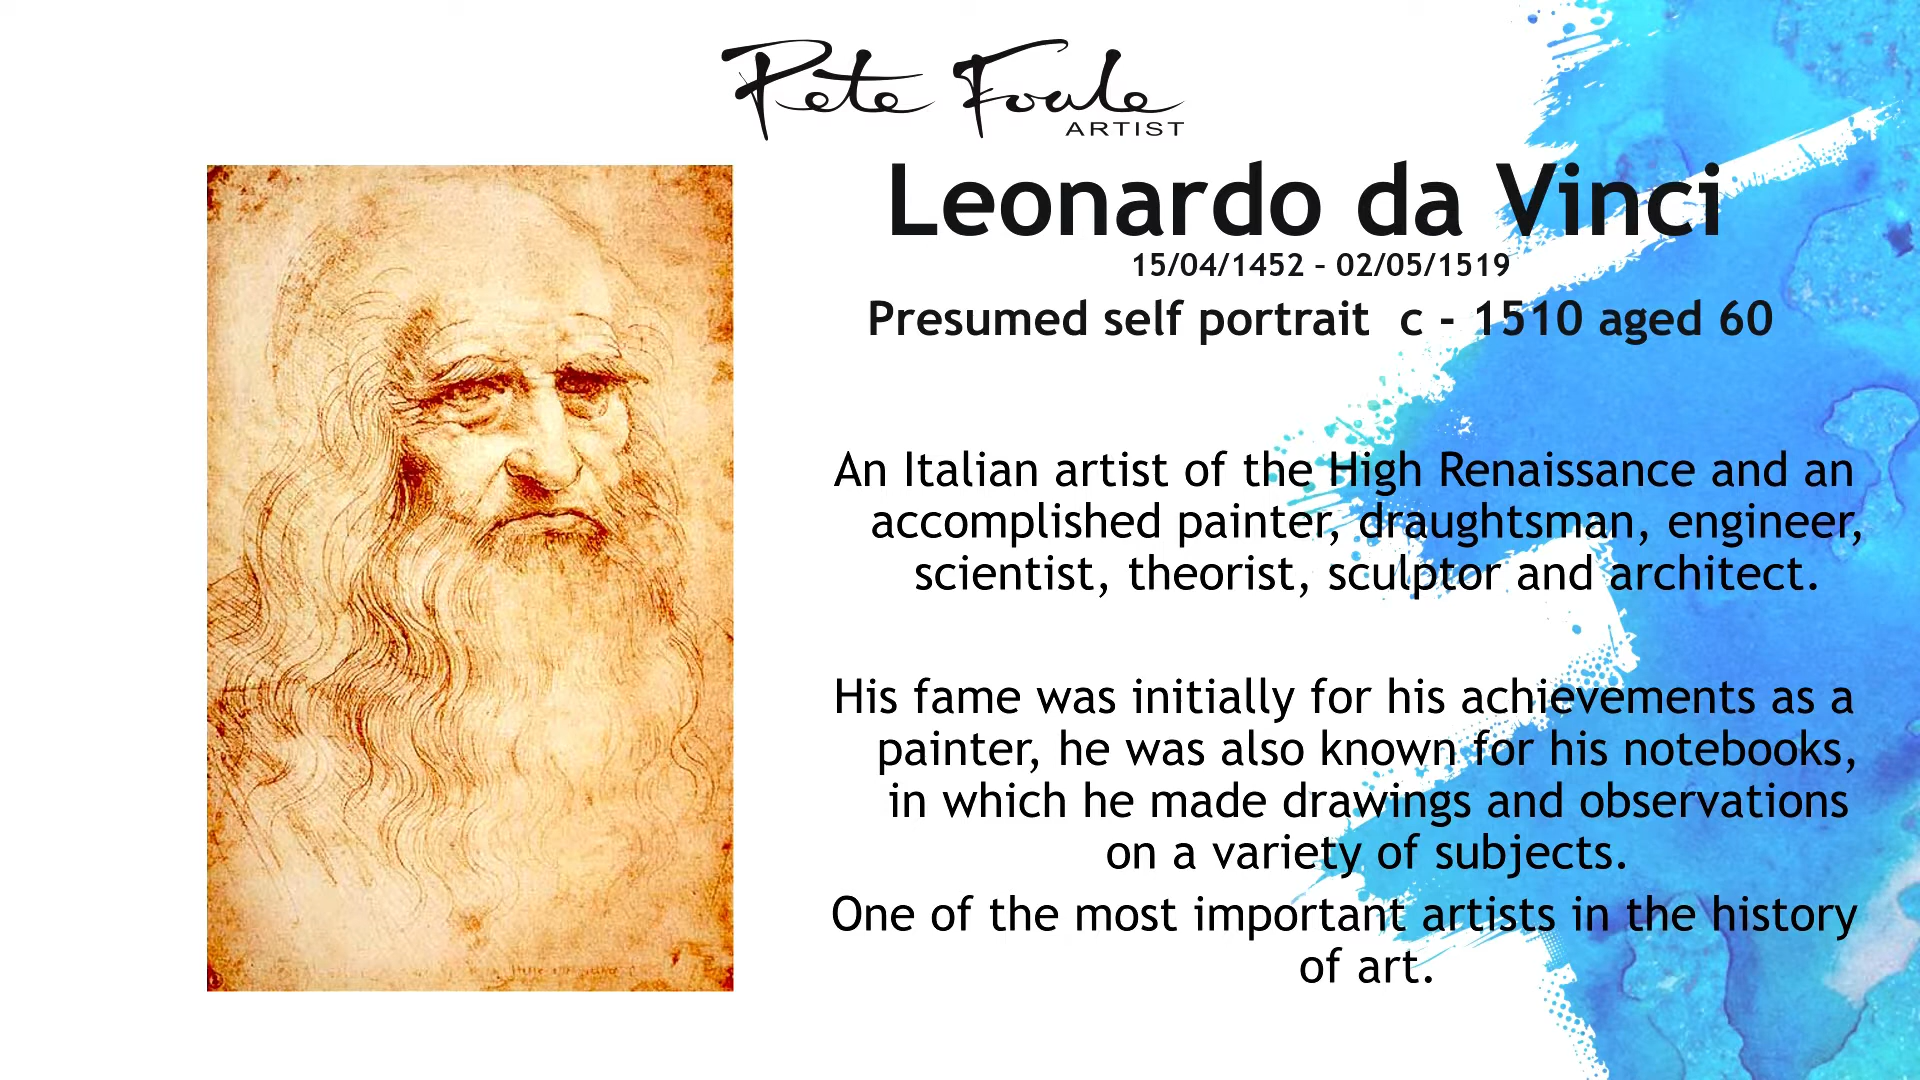 Pete Foale
ARTIST
Leonardo da Vinci
15/04/1452 – 02/05/1519
Presumed self portrait c - 1510 aged 60
An Italian artist of the High Renaissance and an
accomplished painter, draughtsman, engineer,
scientist, theorist, sculptor and architect.
His fame was initially for his achievements as a
painter, he was also known for his notebooks,
in which he made drawings and observations
on a variety of subjects.
One of the most important artists in the history
of art.